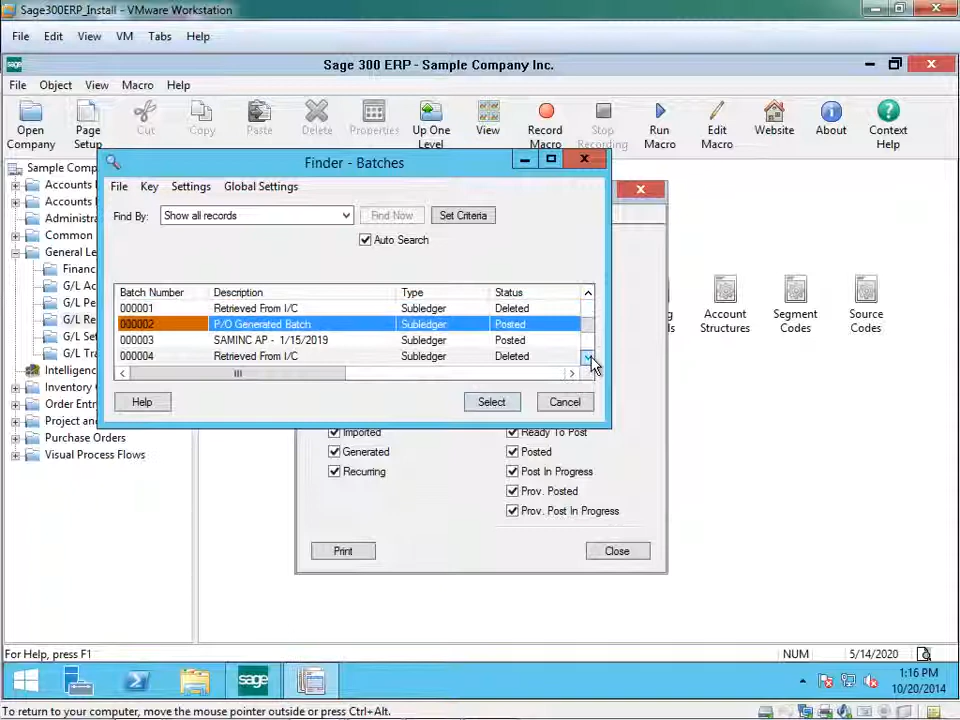 Sage300ERP_Install - VMware Workstation
File Edit View VM Tabs Help
sage Sage 300 ERP - Sample Company Inc.
File Object View Macro Help
Open Company Page Setup Cut Copy Paste Delete Properties Up One Level View Record Macro Stop Recording Run Macro Edit Macro Website About Context Help
Sample Comp
Accounts
Accounts
Administra
Common
General Le
Financ
G/L Ac
G/L Pe
G/L Re
G/L Set
G/L Tra
Intelligenc
Inventory
Order Entr
Project and
Purchase Orders
Visual Process Flows
Finder - Batches
File Key Settings Global Settings
Find By: Show all records Find Now Set Criteria
Auto Search
Batch Number Description Type Status
000001 Retrieved From I/C Subledger Deleted
000002 P/O Generated Batch Subledger Posted
000003 SAMINC AP - 1/15/2019 Subledger Posted
000004 Retrieved From I/C Subledger Deleted
Help Select Cancel
Imported Ready To Post
Generated Posted
Recurring Post In Progress
Prov. Posted
Prov. Post In Progress
Print Close
ls
Account Structures
Segment Codes
Source Codes
For Help, press F1 NUM 5/14/2020
sage
1:16 PM
10/20/2014
To return to your computer, move the mouse pointer outside or press Ctrl+Alt.